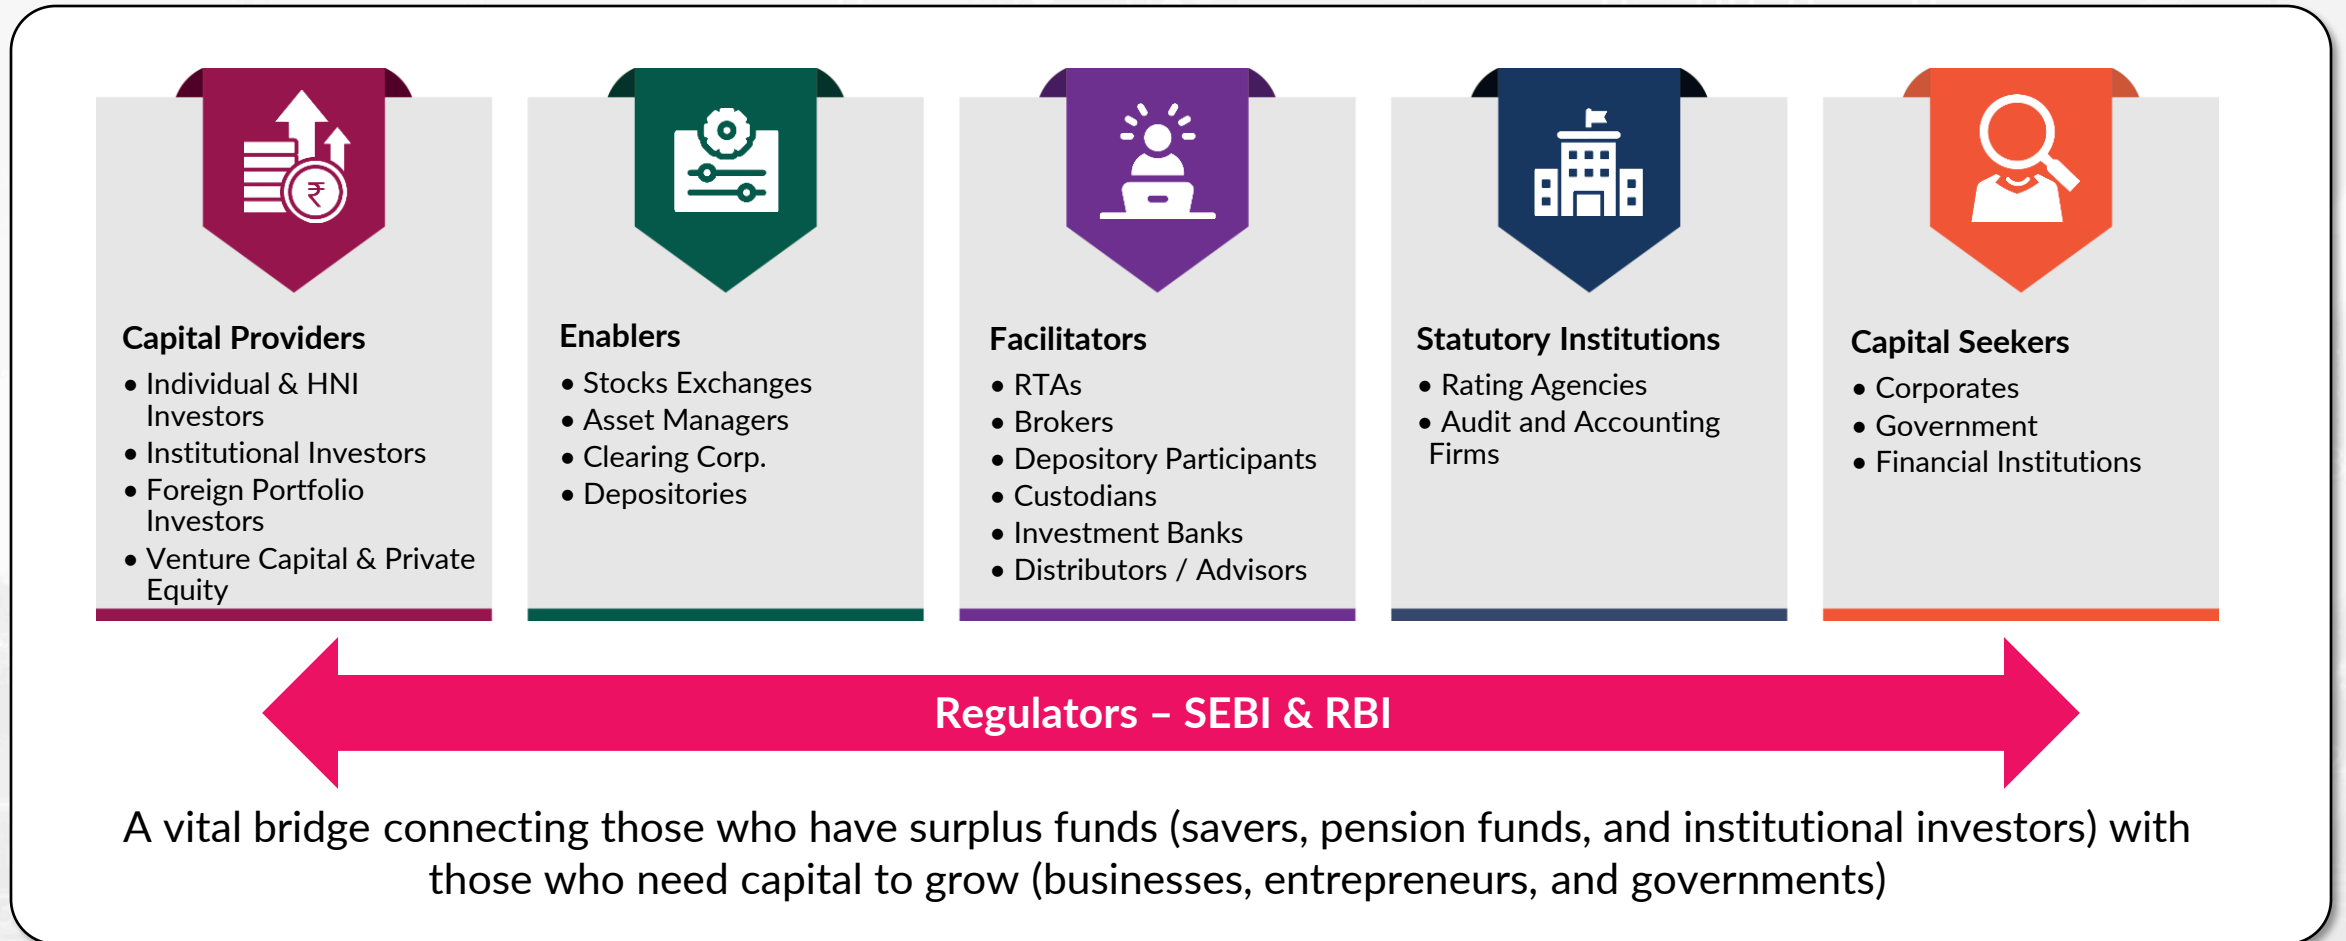 Capital Providers
• Individual & HNI
Investors
• Institutional Investors
• Foreign Portfolio
Investors
• Venture Capital & Private
Equity
Enablers
• Stocks Exchanges
• Asset Managers
• Clearing Corp.
• Depositories
Facilitators
• RTAs
• Brokers
• Depository Participants
• Custodians
• Investment Banks
• Distributors / Advisors
Statutory Institutions
• Rating Agencies
• Audit and Accounting
Firms
Capital Seekers
• Corporates
• Government
• Financial Institutions
Regulators – SEBI & RBI
A vital bridge connecting those who have surplus funds (savers, pension funds, and institutional investors) with
those who need capital to grow (businesses, entrepreneurs, and governments)